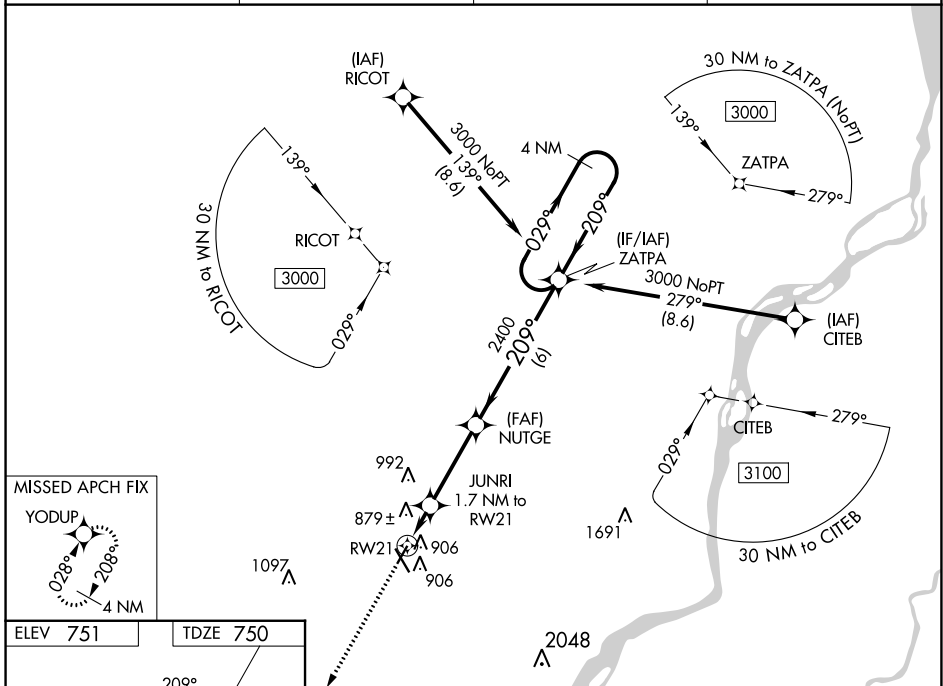 (IAF)
RICOT
3000 NoPT
139°
(8.6)
4 NM
029°
209°
30 NM to ZATPA (NoPT)
3000
139°
ZATPA
279°
139°
30 NM to RICOT
RICOT
3000
029°
(IF/IAF)
ZATPA
3000 NoPT
279°
(8.6)
(IAF)
CITEB
2400
209°
(6)
(FAF)
NUTGE
CITEB
279°
029°
3100
30 NM to CITEB
992
JUNRI
1.7 NM to
RW21
879±
RW21
906
906
1691
1097
2048
MISSED APCH FIX
YODUP
028°
208°
4 NM
ELEV 751
TDZE 750
209°